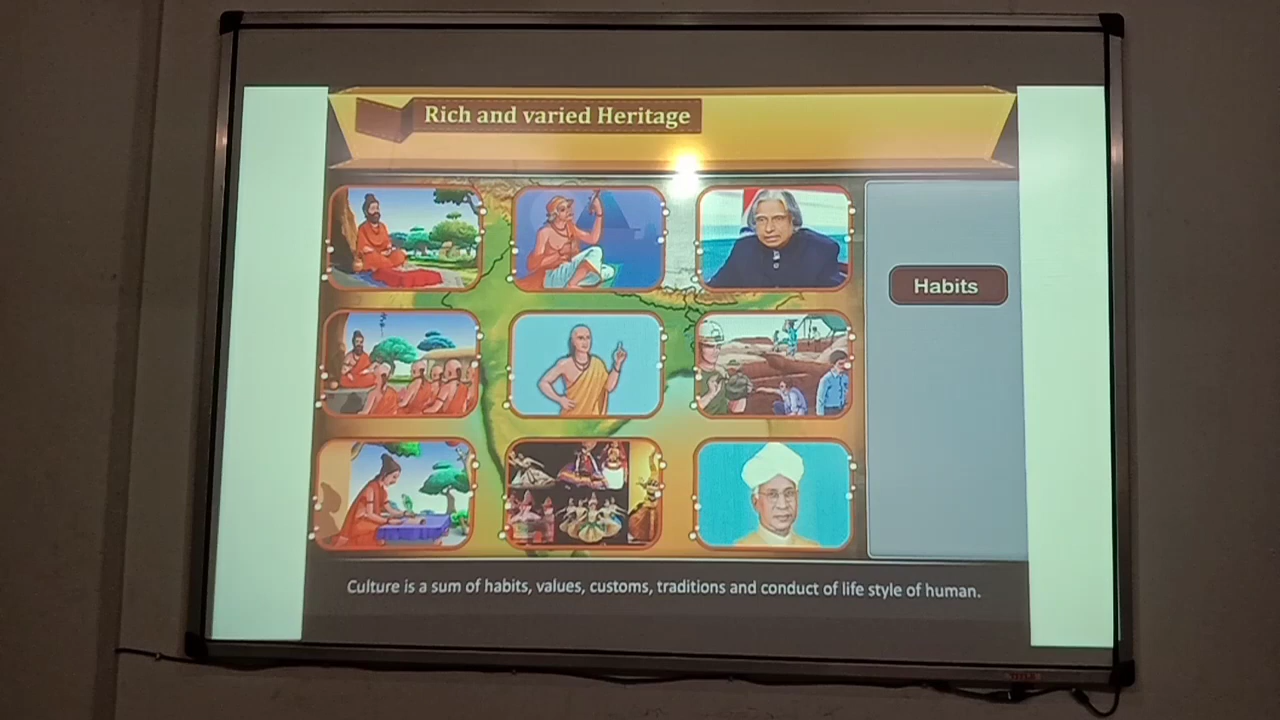 Rich and varied Heritage
Habits
Culture is a sum of habits, values, customs, traditions and conduct of life style of human.